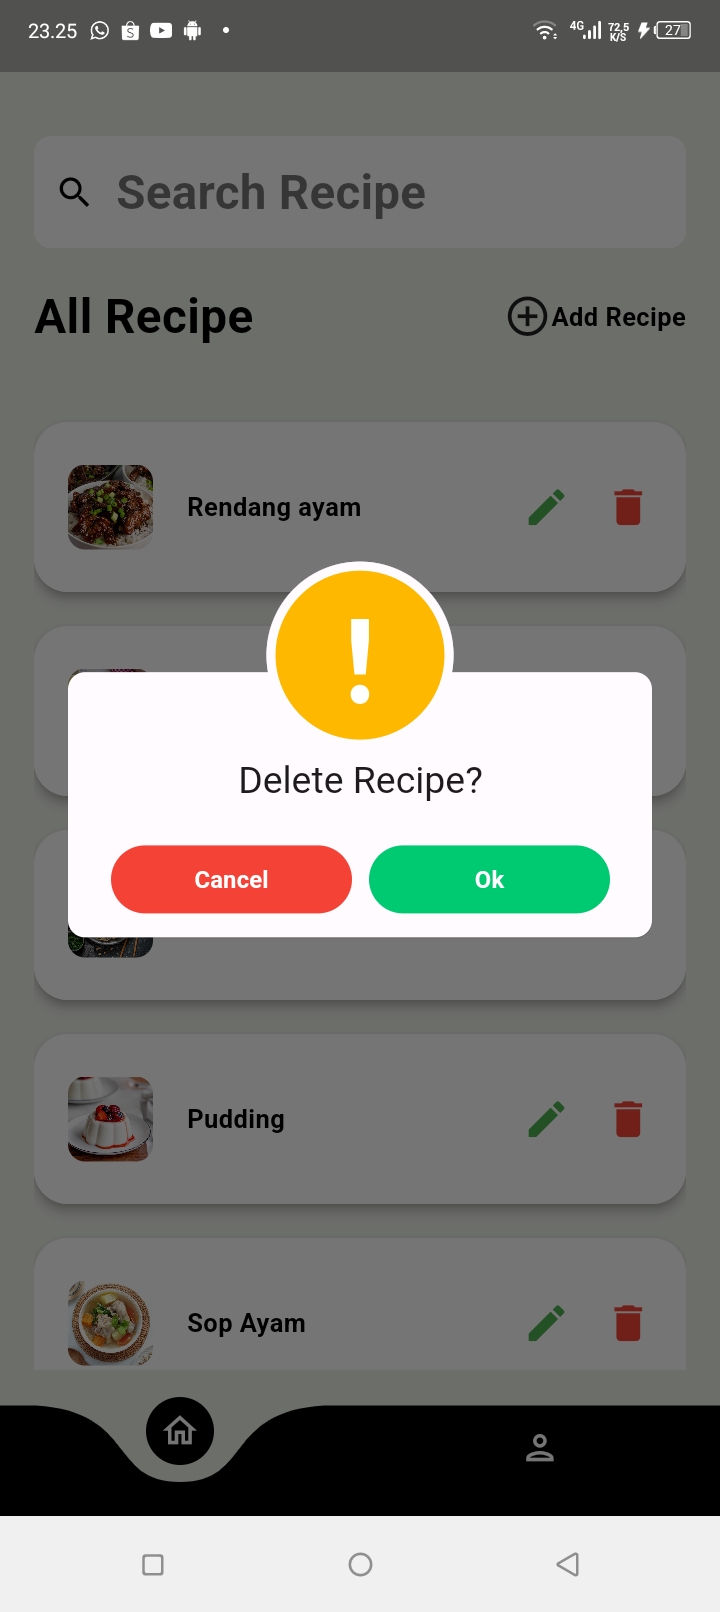 23.25
4G
72,5
K/S
27
Search Recipe
All Recipe
Add Recipe
Rendang ayam
!
Delete Recipe?
Cancel
Ok
Pudding
Sop Ayam